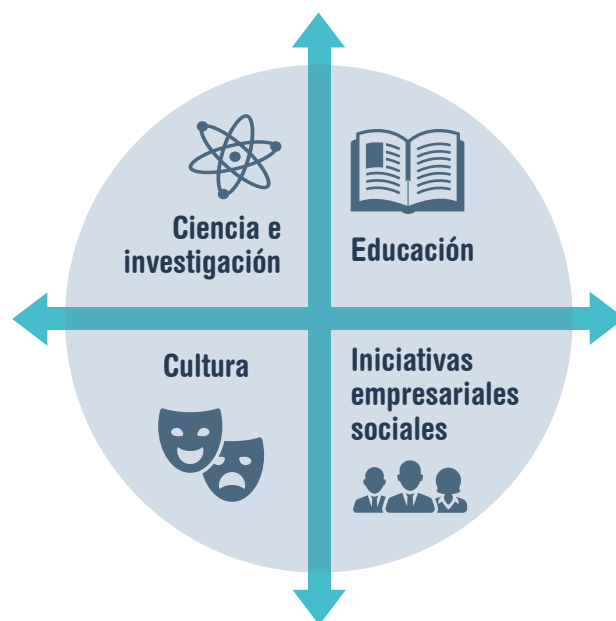 Ciencia e
investigación
Educación
Cultura
Iniciativas
empresariales
sociales